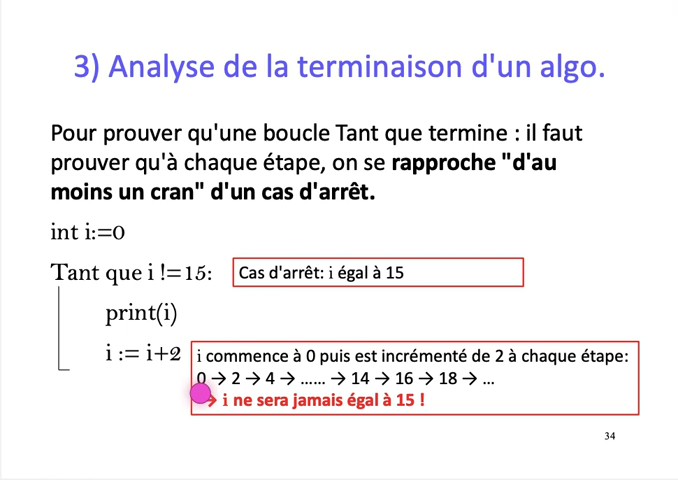 3) Analyse de la terminaison d'un algo.
Pour prouver qu'une boucle Tant que termine : il faut
prouver qu'à chaque étape, on se rapproche "d'au
moins un cran" d'un cas d'arrêt.
int i:=0
Tant que i !=15:
Cas d'arrêt: i égal à 15
print(i)
i := i+2
i commence à 0 puis est incrémenté de 2 à chaque étape:
0 → 2 → 4 → ...... → 14 → 16 → 18 → ...
→ i ne sera jamais égal à 15 !
34